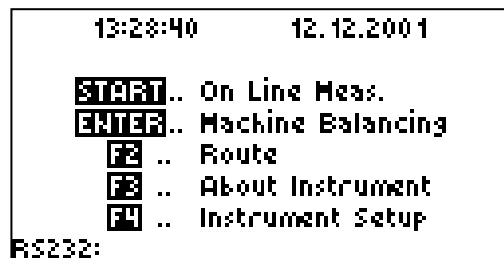 13:28:40 12.12.2001
START.. On Line Meas.
ENTER.. Machine Balancing
F2 .. Route
F3 .. About Instrument
F4 .. Instrument Setup
RS232: